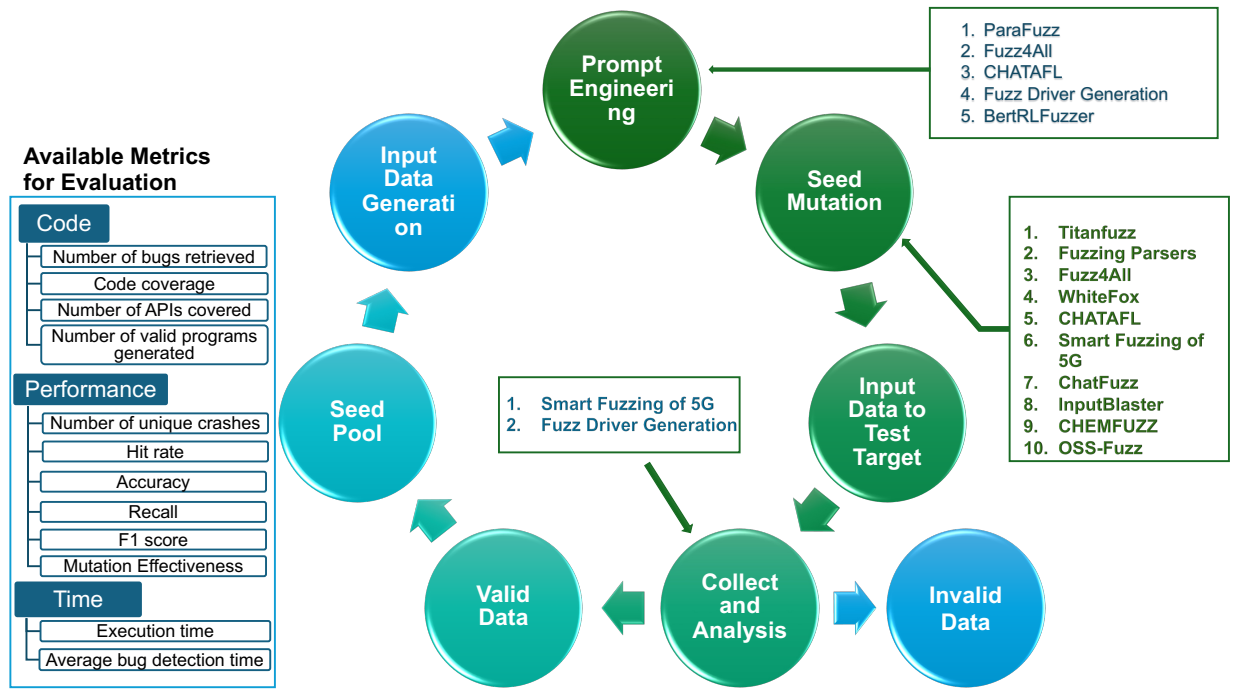 Prompt
Engineeri
ng
1. ParaFuzz
2. Fuzz4All
3. CHATAFL
4. Fuzz Driver Generation
5. BertRLFuzzer
Input
Data
Generati
on
Seed
Mutation
Available Metrics
for Evaluation
Code
Number of bugs retrieved
Code coverage
Number of APIs covered
Number of valid programs
generated
Performance
Number of unique crashes
Hit rate
Accuracy
Recall
F1 score
Mutation Effectiveness
Time
Execution time
Average bug detection time
1. Titanfuzz
2. Fuzzing Parsers
3. Fuzz4All
4. WhiteFox
5. CHATAFL
6. Smart Fuzzing of
5G
7. ChatFuzz
8. InputBlaster
9. CHEMFUZZ
10. OSS-Fuzz
Seed
Pool
1. Smart Fuzzing of 5G
2. Fuzz Driver Generation
Input
Data to
Test
Target
Valid
Data
Collect
and
Analysis
Invalid
Data